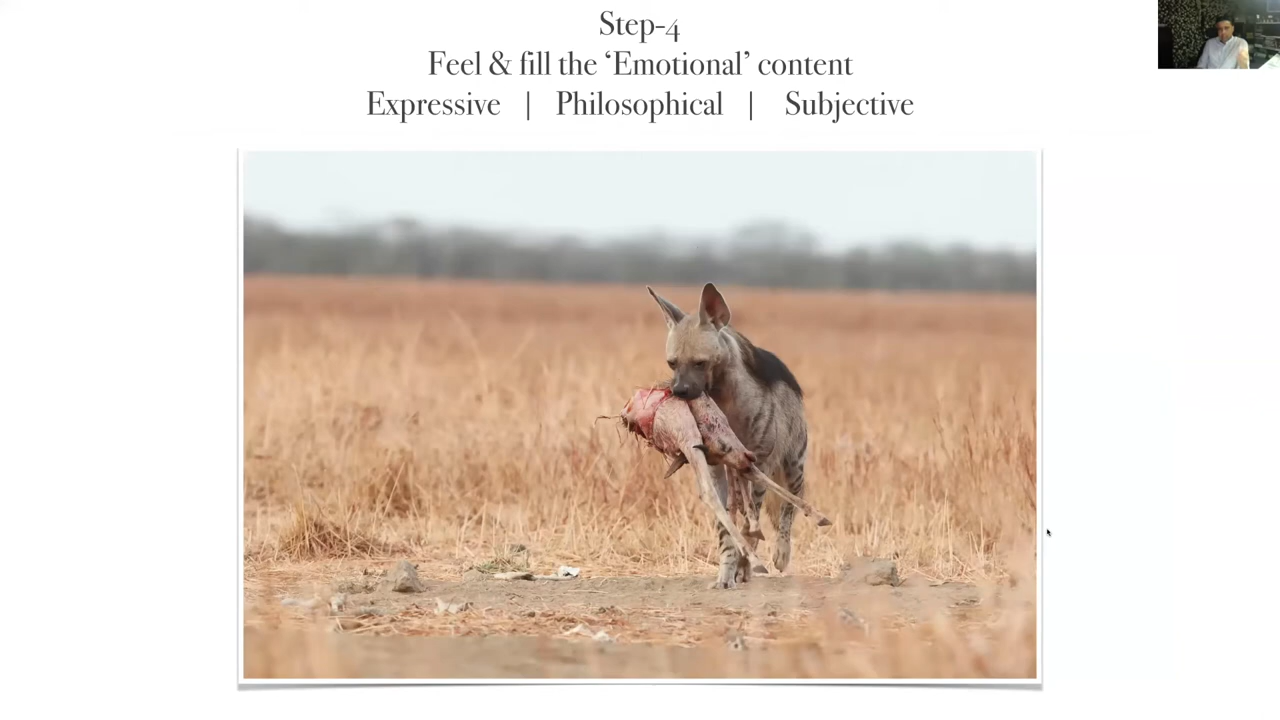 Step-4
Feel & fill the ‘Emotional’ content
Expressive | Philosophical | Subjective